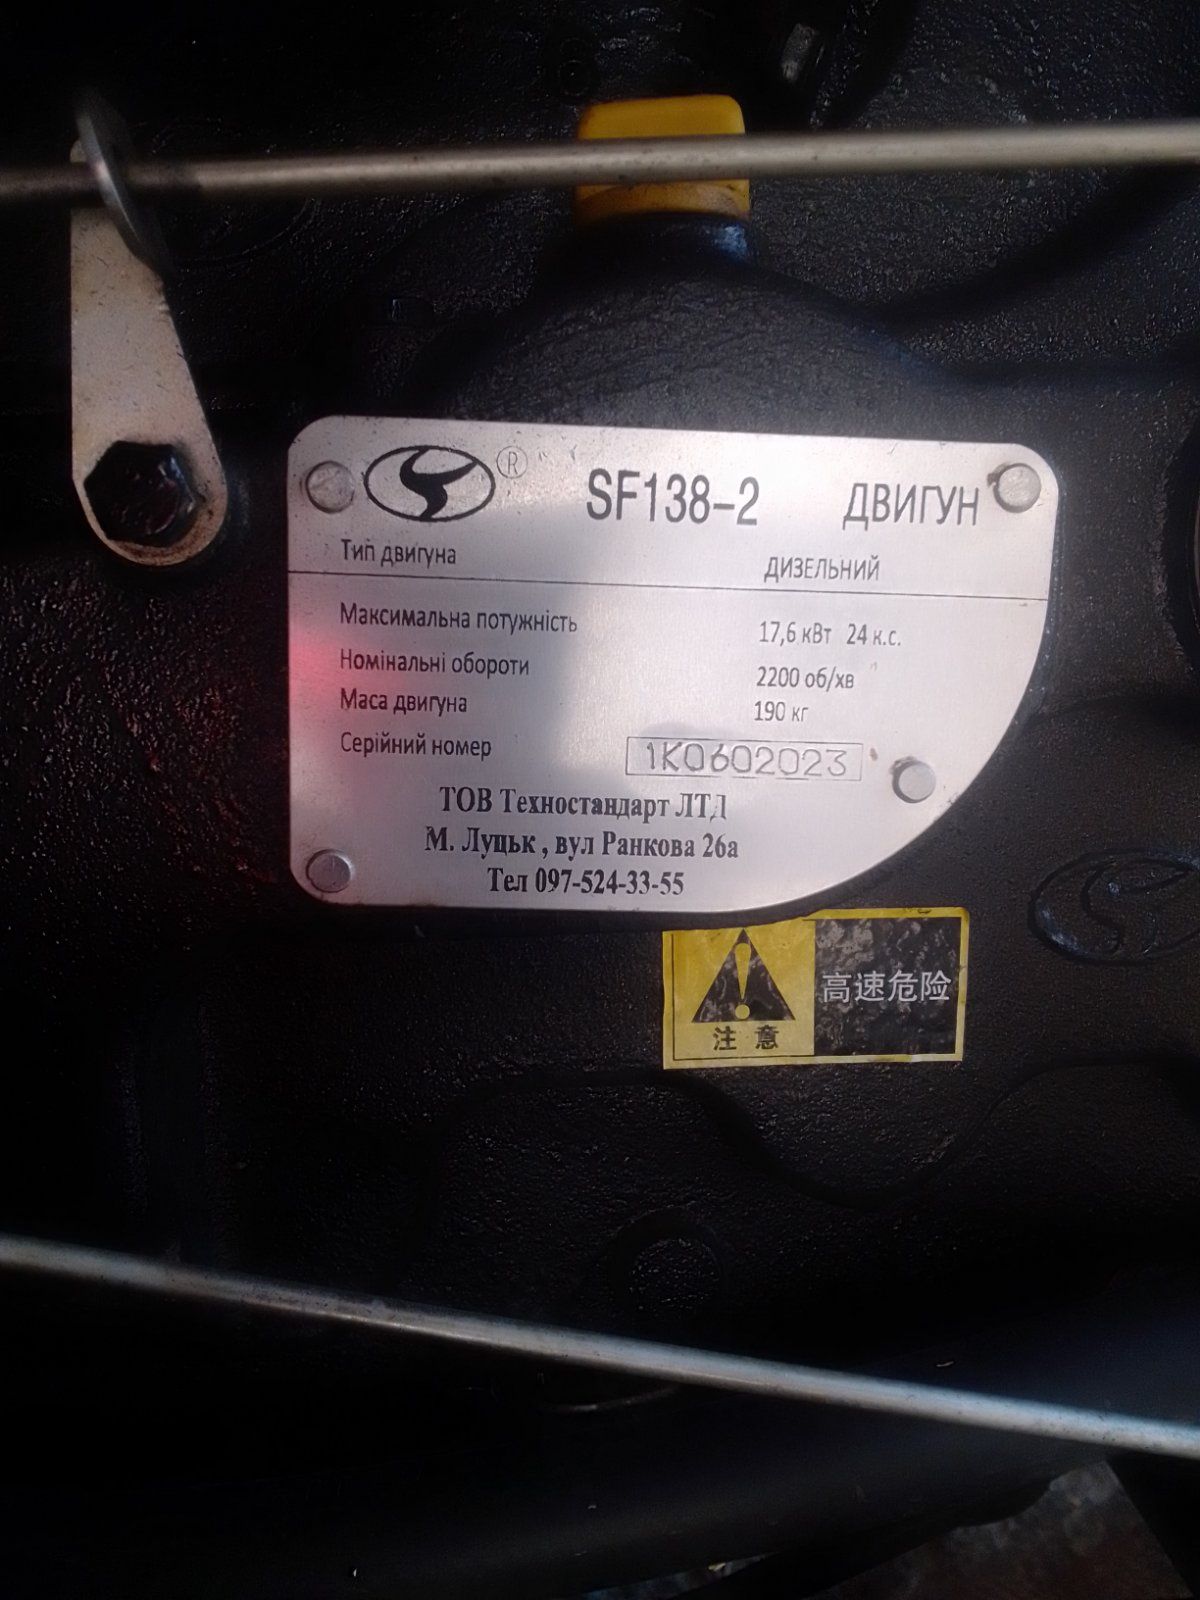 ® SF138-2 ДВИГУН
Тип двигуна ДИЗЕЛЬНИЙ
Максимальна потужність 17,6 кВт 24 к.с.
Номінальні обороти 2200 об/хв
Маса двигуна 190 кг
Серійний номер 1K0602023
ТОВ Техностандарт ЛТД
М. Луцьк , вул Ранкова 26а
Тел 097-524-33-55
高速危险
注意